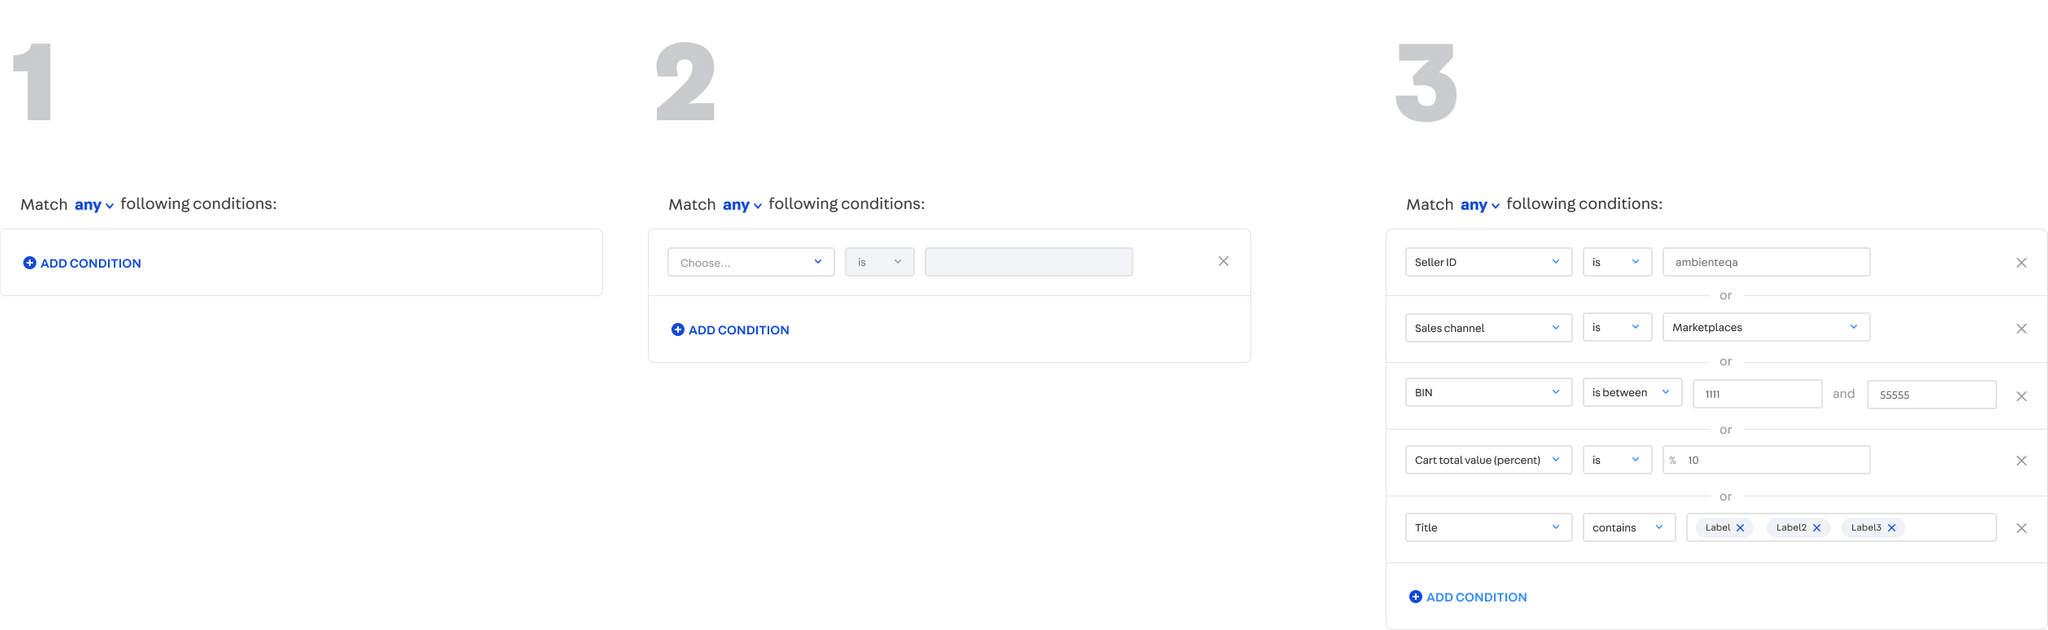 1
Match any following conditions:
ADD CONDITION
2
Match any following conditions:
Choose... is
ADD CONDITION
3
Match any following conditions:
Seller ID is ambienteqa
or
Sales channel is Marketplaces
or
BIN is between 1111 and 55555
or
Cart total value (percent) is % 10
or
Title contains Label Label2 Label3
ADD CONDITION